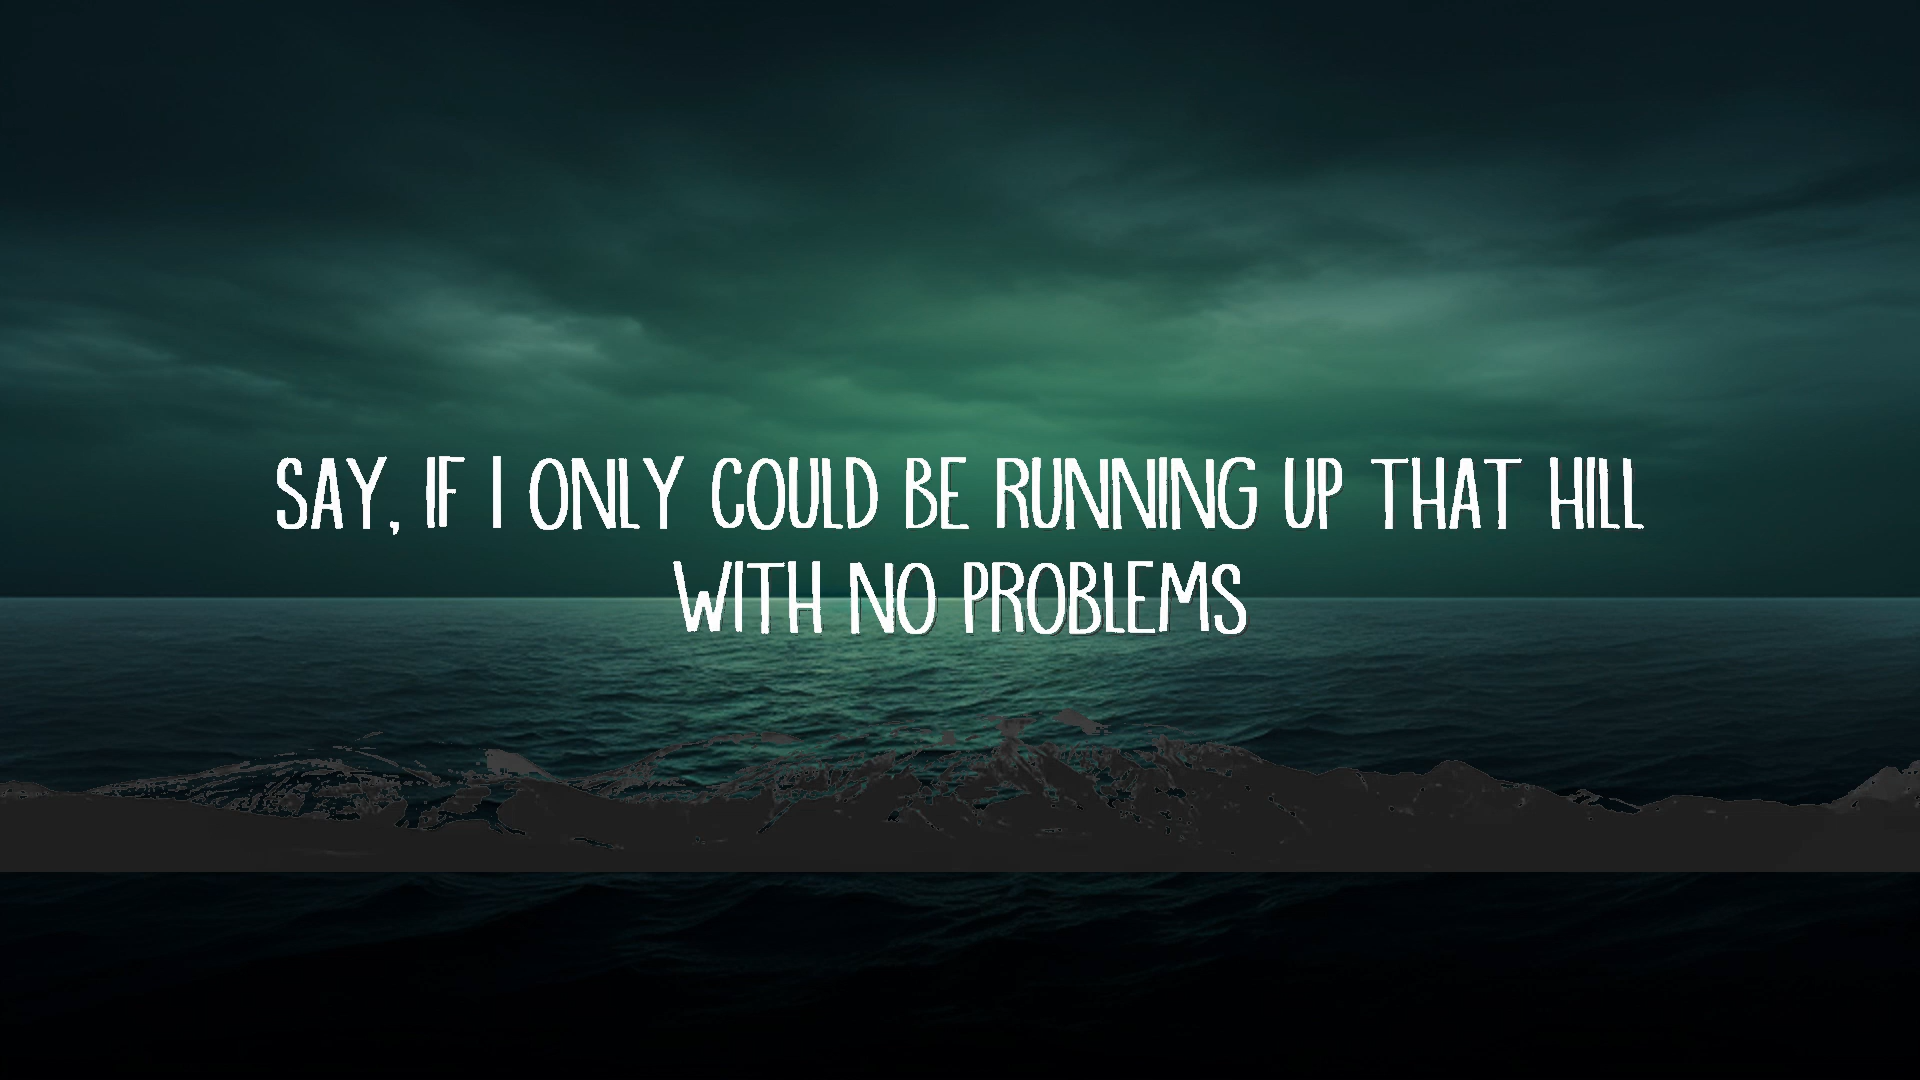 SAY, IF I ONLY COULD BE RUNNING UP THAT HILL
WITH NO PROBLEMS